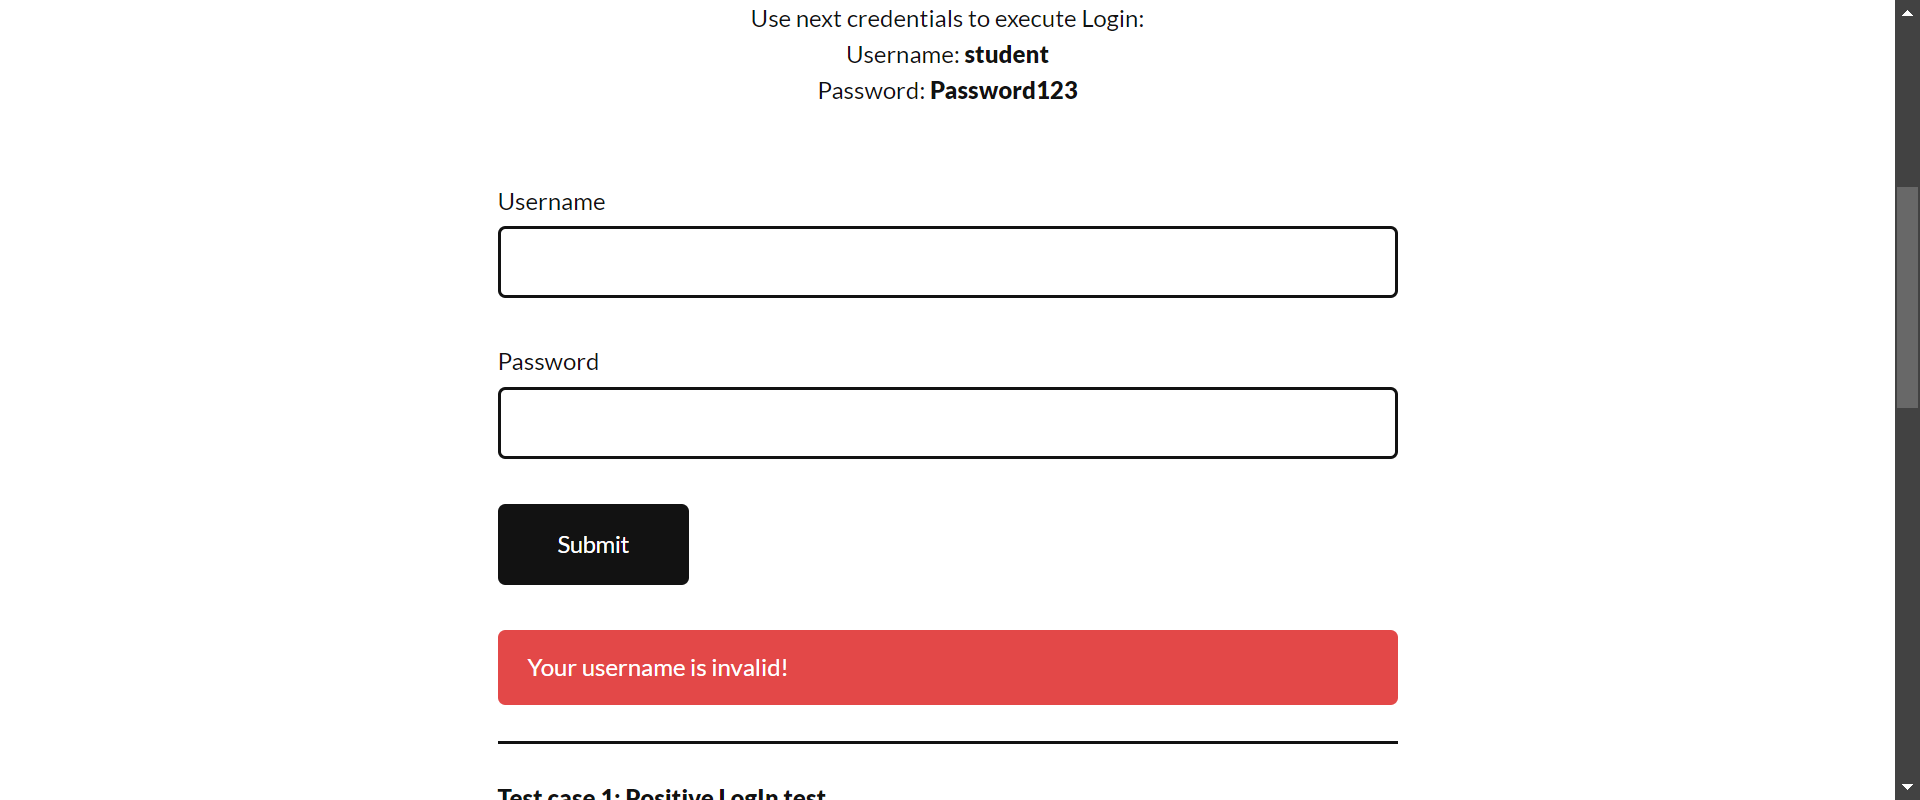 Use next credentials to execute Login:
Username: student
Password: Password123
Username
Password
Submit
Your username is invalid!
Test case 1: Positive LogIn test